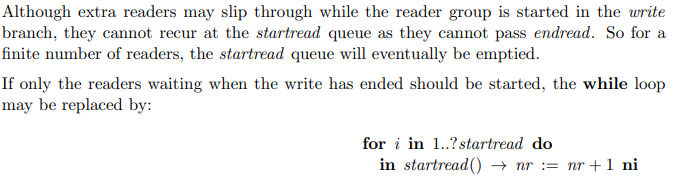 Although extra readers may slip through while the reader group is started in the write
branch, they cannot recur at the startread queue as they cannot pass endread. So for a
finite number of readers, the startread queue will eventually be emptied.
If only the readers waiting when the write has ended should be started, the while loop
may be replaced by:
for i in 1..?startread do
in startread() → nr := nr + 1 ni